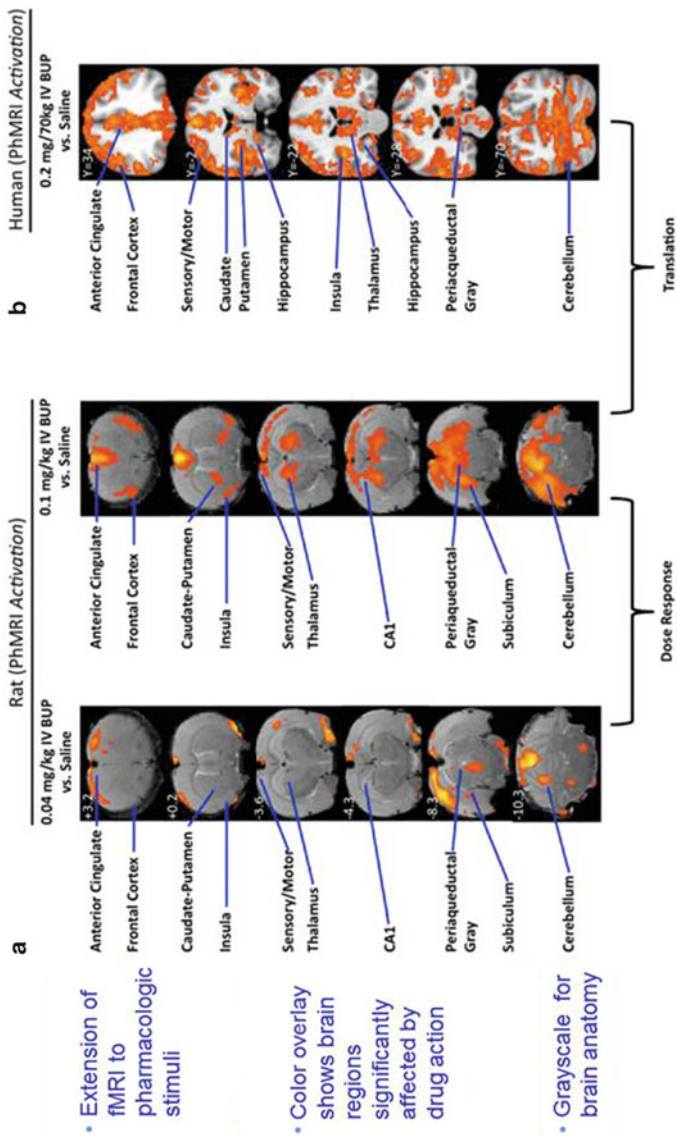 • Extension of
fMRI to
pharmacologic
stimuli
• Color overlay
shows brain
regions
significantly
affected by
drug action
• Grayscale for
brain anatomy
a
Rat (PhMRI Activation)
0.04 mg/kg IV BUP
vs. Saline
Anterior Cingulate
Frontal Cortex
Caudate-Putamen
Insula
Sensory/Motor
Thalamus
CA1
Periaqueductal
Gray
Subiculum
Cerebellum
+3.2
+0.2
-3.6
-4.3
-8.3
-10.3
0.1 mg/kg IV BUP
vs. Saline
Anterior Cingulate
Frontal Cortex
Caudate-Putamen
Insula
Sensory/Motor
Thalamus
CA1
Periaqueductal
Gray
Subiculum
Cerebellum
Dose Response
b
Human (PhMRI Activation)
0.2 mg/70kg IV BUP
vs. Saline
Anterior Cingulate
Frontal Cortex
Sensory/Motor
Caudate
Putamen
Hippocampus
Insula
Thalamus
Hippocampus
Periacqueductal
Gray
Cerebellum
Y=34
Y=-2
Y=-22
Y=-28
Y=-70
Translation